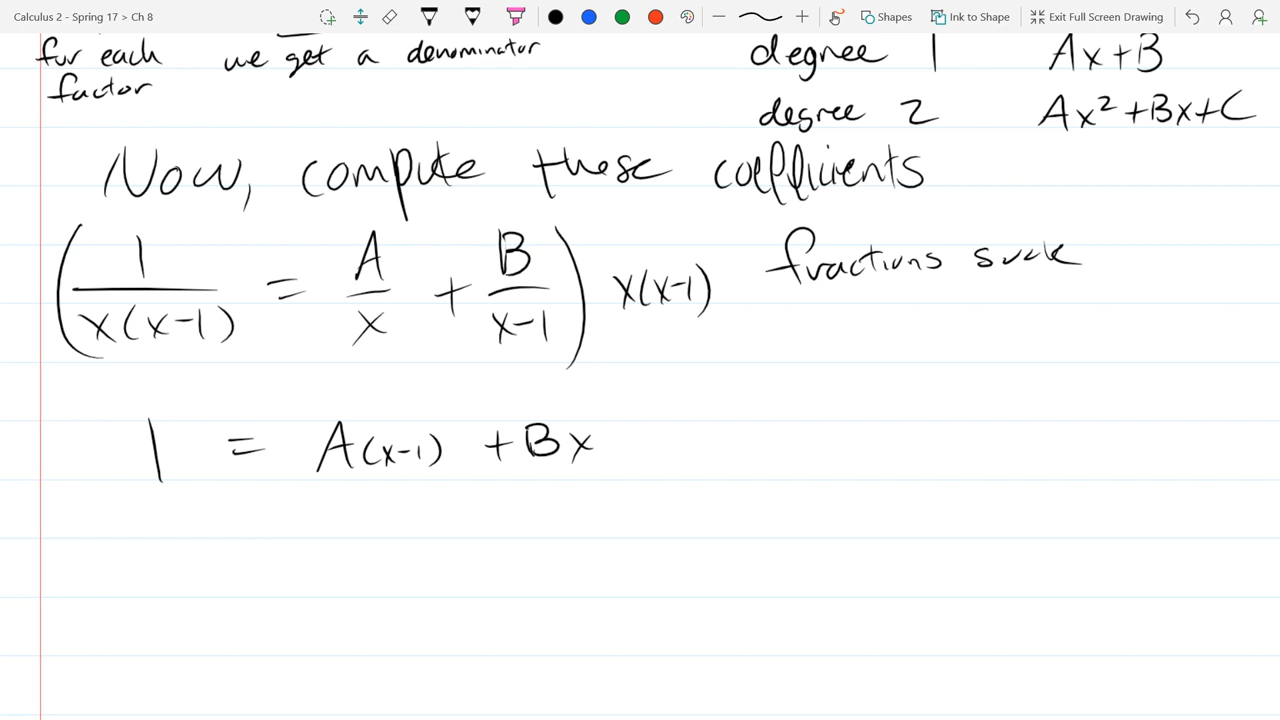 Calculus 2 - Spring 17 > Ch 8
Shapes
Ink to Shape
Exit Full Screen Drawing
for each we get a denominator
factor
degree 1 Ax+B
degree 2 Ax²+Bx+C
Now, compute these coefficients
(1/(x(x-1)) = A/x + B/(x-1)) x(x-1) fractions suck
1 = A(x-1) + Bx